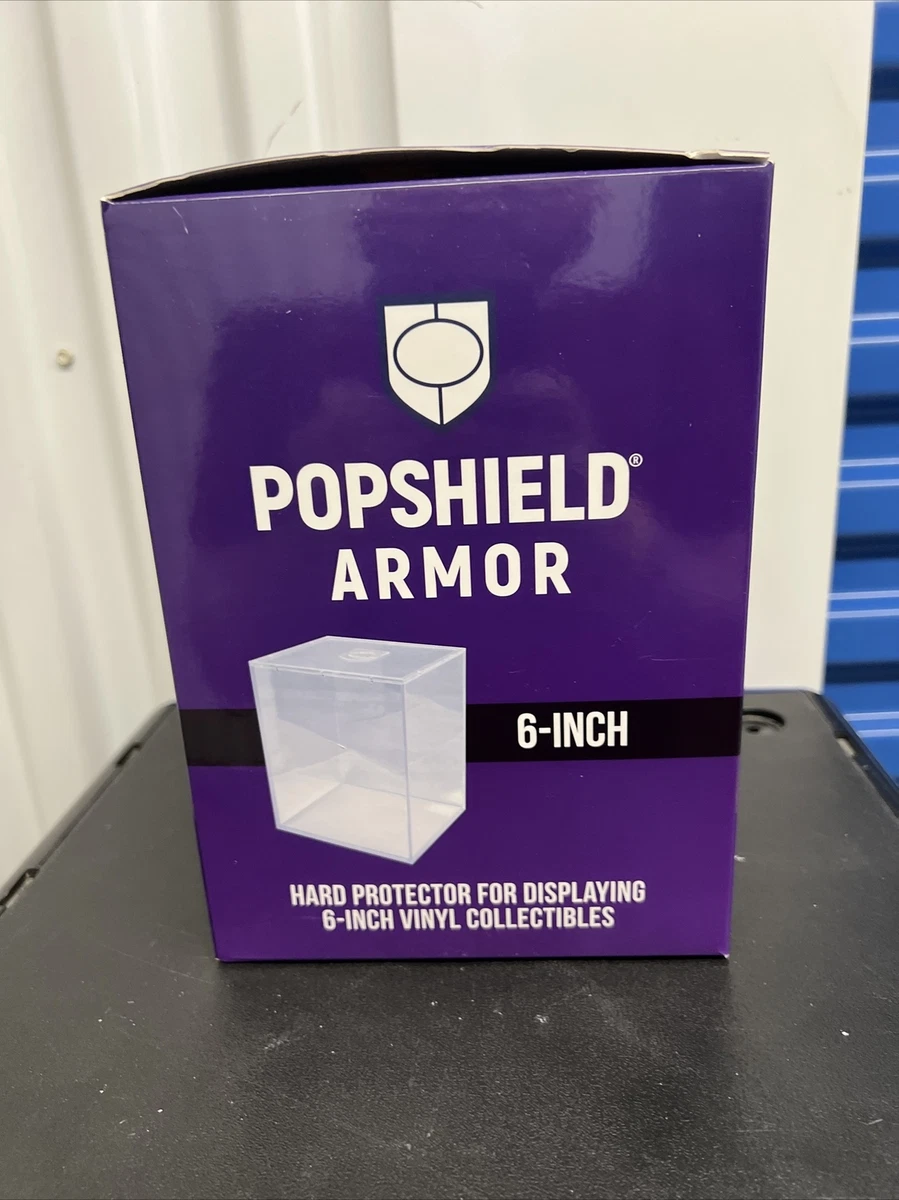 POPSHIELD®
ARMOR
6-INCH
HARD PROTECTOR FOR DISPLAYING
6-INCH VINYL COLLECTIBLES